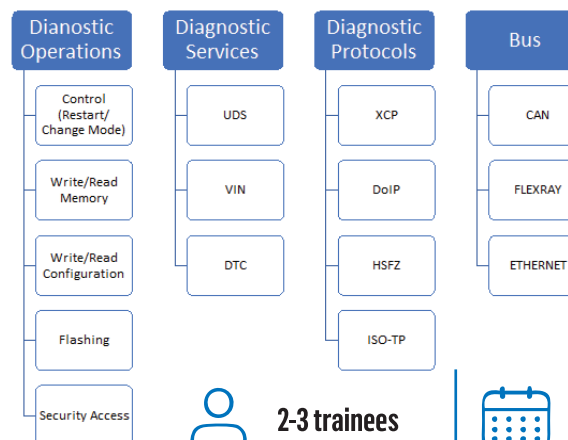 Dianostic
Operations
Control
(Restart/
Change Mode)
Write/Read
Memory
Write/Read
Configuration
Flashing
Security Access
Diagnostic
Services
UDS
VIN
DTC
Diagnostic
Protocols
XCP
DoIP
HSFZ
ISO-TP
Bus
CAN
FLEXRAY
ETHERNET
2-3 trainees